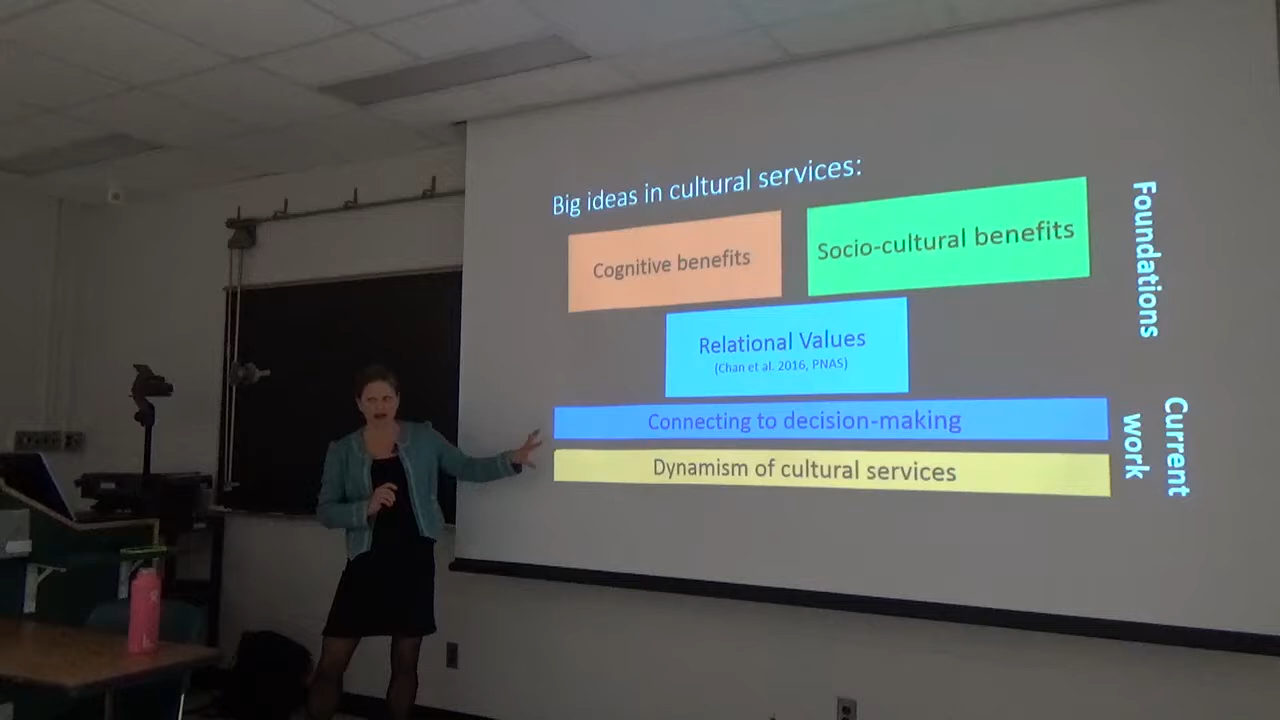 Big ideas in cultural services:
Cognitive benefits
Socio-cultural benefits
Relational Values
(Chan et al. 2016, PNAS)
Connecting to decision-making
Dynamism of cultural services
Foundations
Current
work